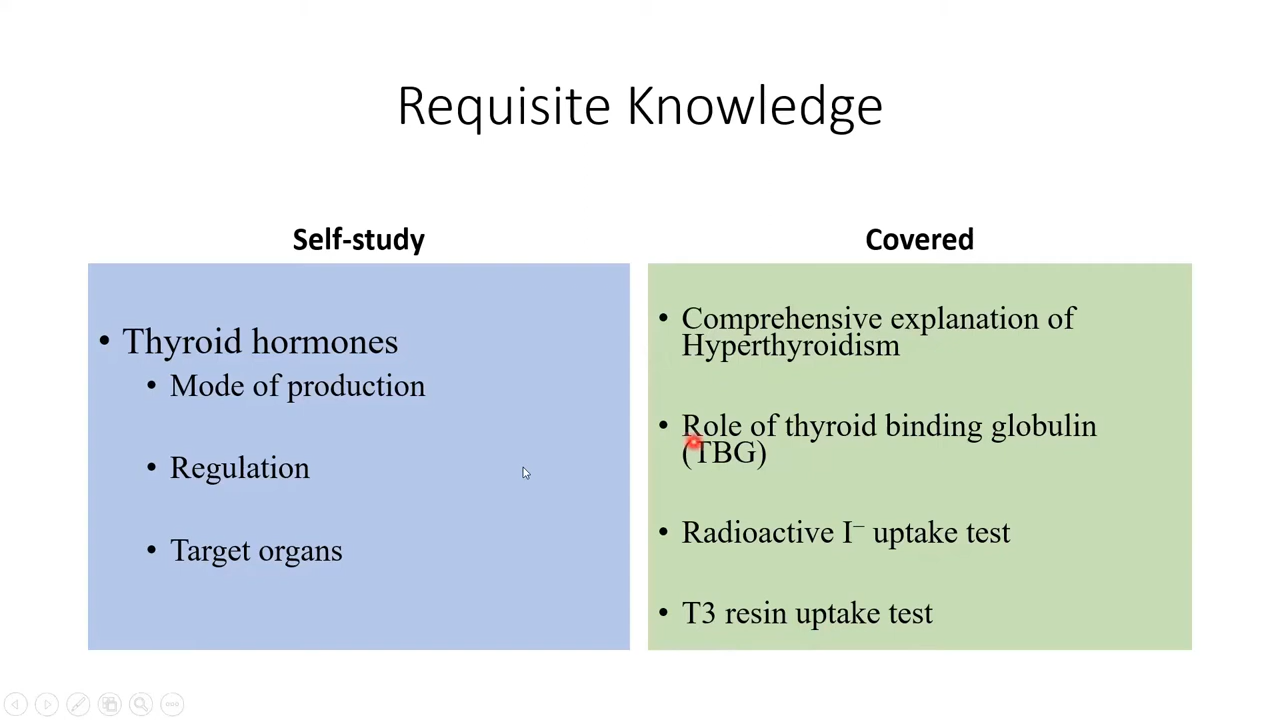 Requisite Knowledge
Self-study
• Thyroid hormones
• Mode of production
• Regulation
• Target organs
Covered
• Comprehensive explanation of
Hyperthyroidism
• Role of thyroid binding globulin
(TBG)
• Radioactive I⁻ uptake test
• T3 resin uptake test